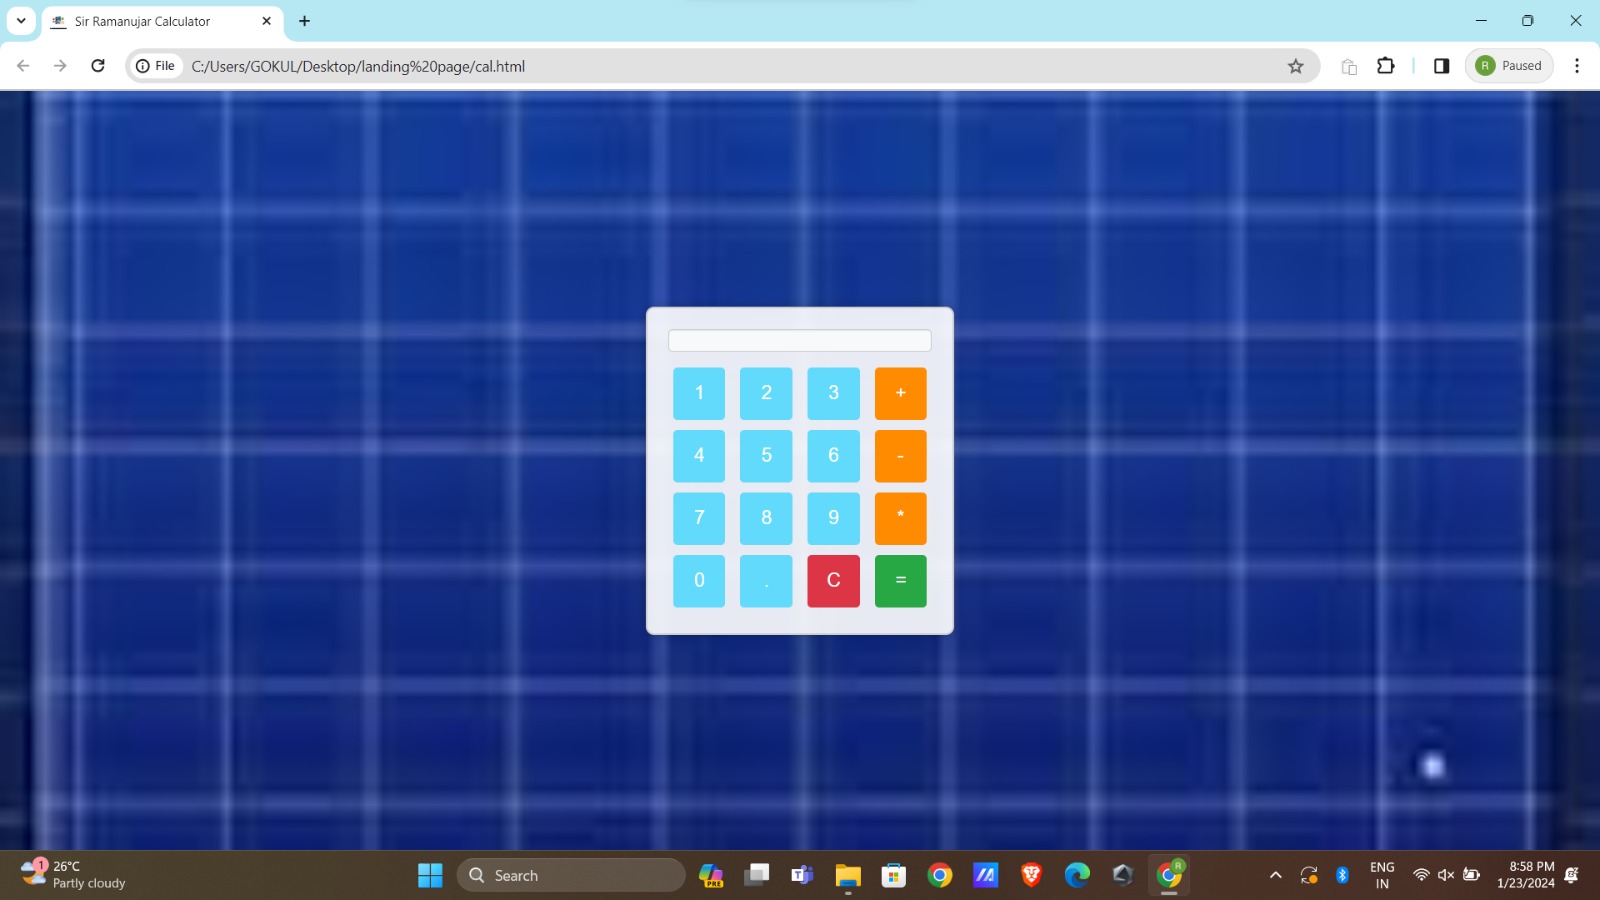 Sir Ramanujar Calculator
File
C:/Users/GOKUL/Desktop/landing%20page/cal.html
R
Paused
1 2 3 +
4 5 6 -
7 8 9 *
0 . C =
1
26°C
Partly cloudy
Search
PRE
T
R
ENG
IN
8:58 PM
1/23/2024